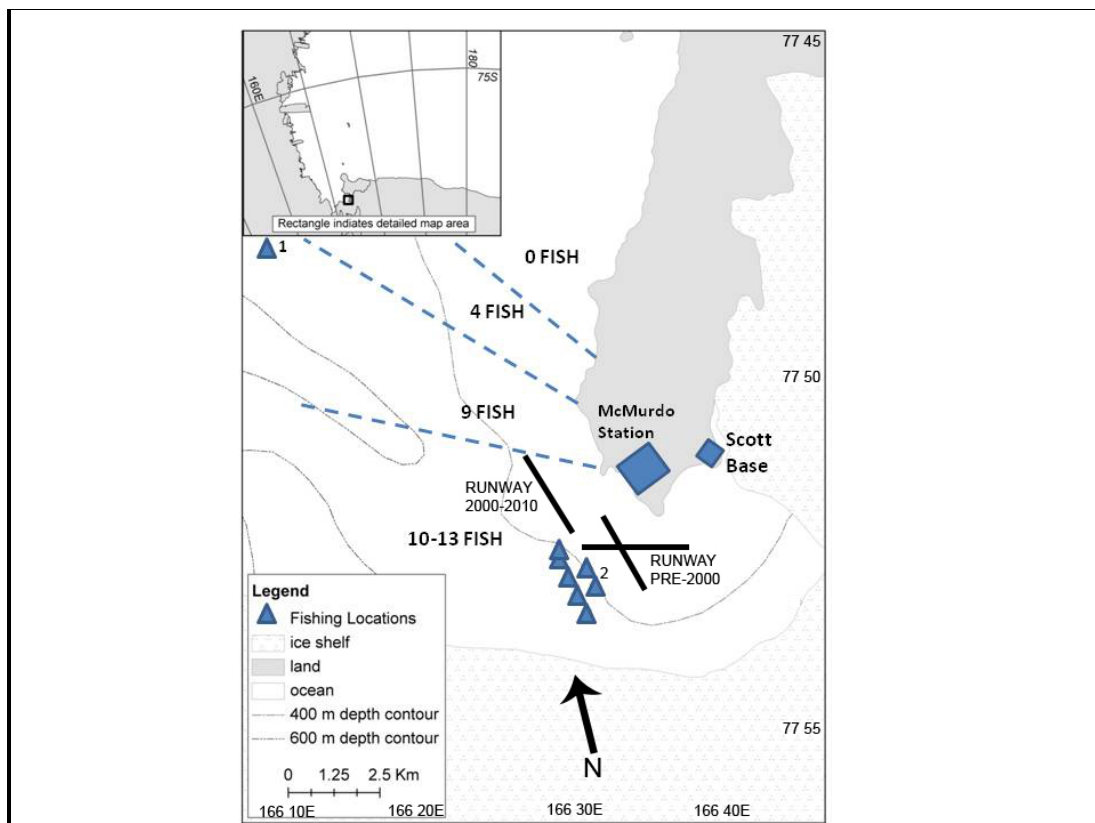 77 45
160E
180
75S
Rectangle indiates detailed map area
1
0 FISH
4 FISH
77 50
9 FISH
McMurdo
Station
Scott
Base
RUNWAY
2000-2010
10-13 FISH
2
RUNWAY
PRE-2000
Legend
Fishing Locations
ice shelf
land
ocean
400 m depth contour
600 m depth contour
0 1.25 2.5 Km
77 55
N
166 10E 166 20E 166 30E 166 40E